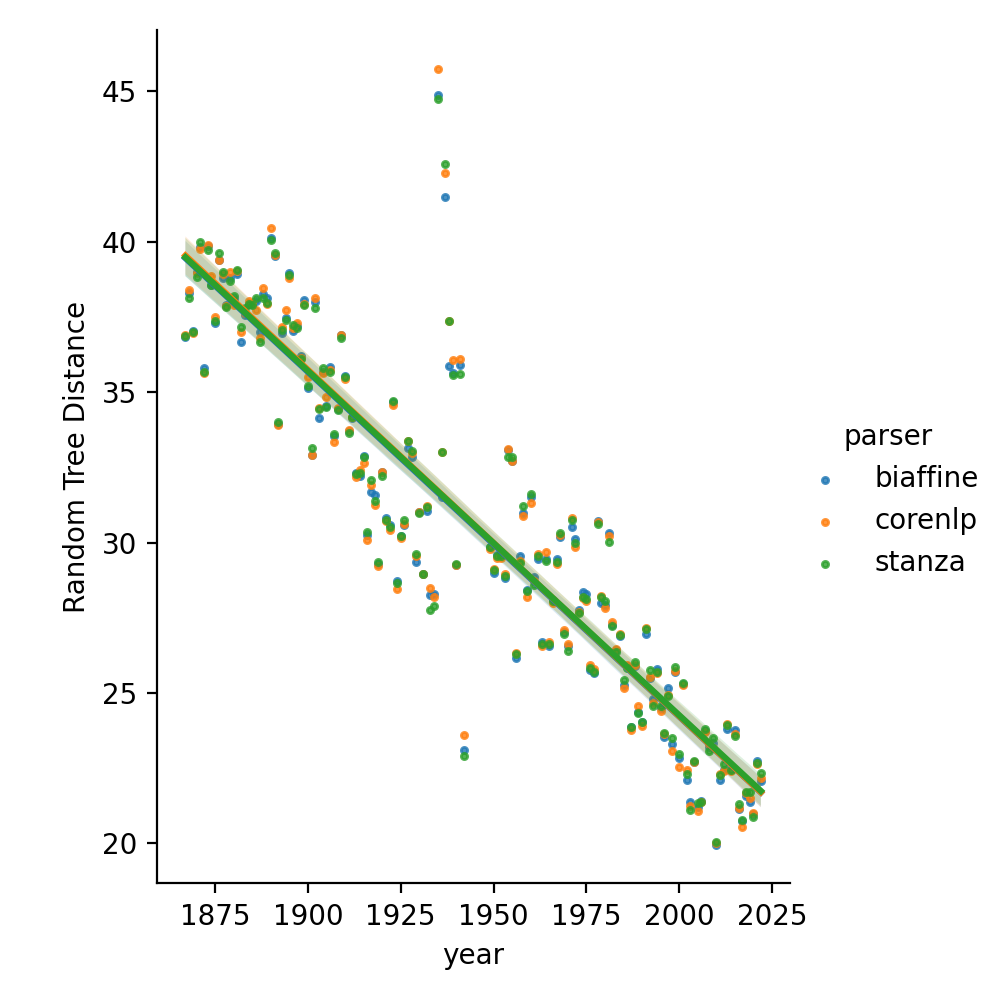 45
40
35
30
25
20
Random Tree Distance
1875 1900 1925 1950 1975 2000 2025
year
parser
biaffine
corenlp
stanza